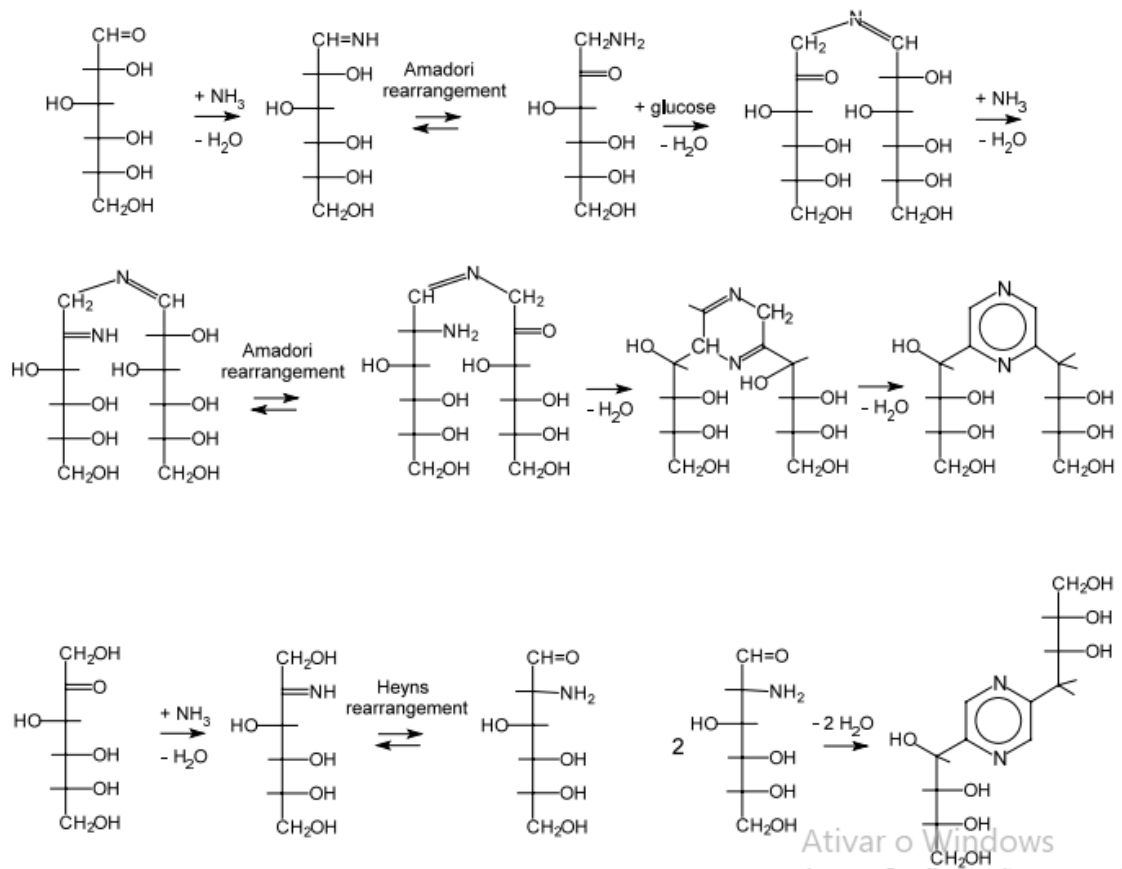 CH=O
OH
HO
OH
OH
CH₂OH
+ NH₃
- H₂O
CH=NH
OH
HO
OH
OH
CH₂OH
Amadori
rearrangement
CH₂NH₂
O
HO
OH
OH
CH₂OH
+ glucose
- H₂O
N
CH₂
CH
O
OH
HO
HO
OH
OH
OH
OH
CH₂OH
CH₂OH
+ NH₃
- H₂O
N
CH₂
CH
NH
OH
HO
HO
OH
OH
OH
OH
CH₂OH
CH₂OH
Amadori
rearrangement
N
CH
CH₂
NH₂
O
HO
HO
OH
OH
OH
OH
CH₂OH
CH₂OH
- H₂O
N
CH₂
HO
CH
N
HO
OH
OH
OH
OH
CH₂OH
CH₂OH
- H₂O
N
HO
N
OH
OH
OH
OH
CH₂OH
CH₂OH
CH₂OH
O
HO
OH
OH
CH₂OH
+ NH₃
- H₂O
CH₂OH
NH
HO
OH
OH
CH₂OH
Heyns
rearrangement
CH=O
NH₂
HO
OH
OH
CH₂OH
2
CH=O
NH₂
HO
OH
OH
CH₂OH
- 2 H₂O
CH₂OH
OH
OH
N
N
HO
OH
OH
CH₂OH
Ativar o Windows